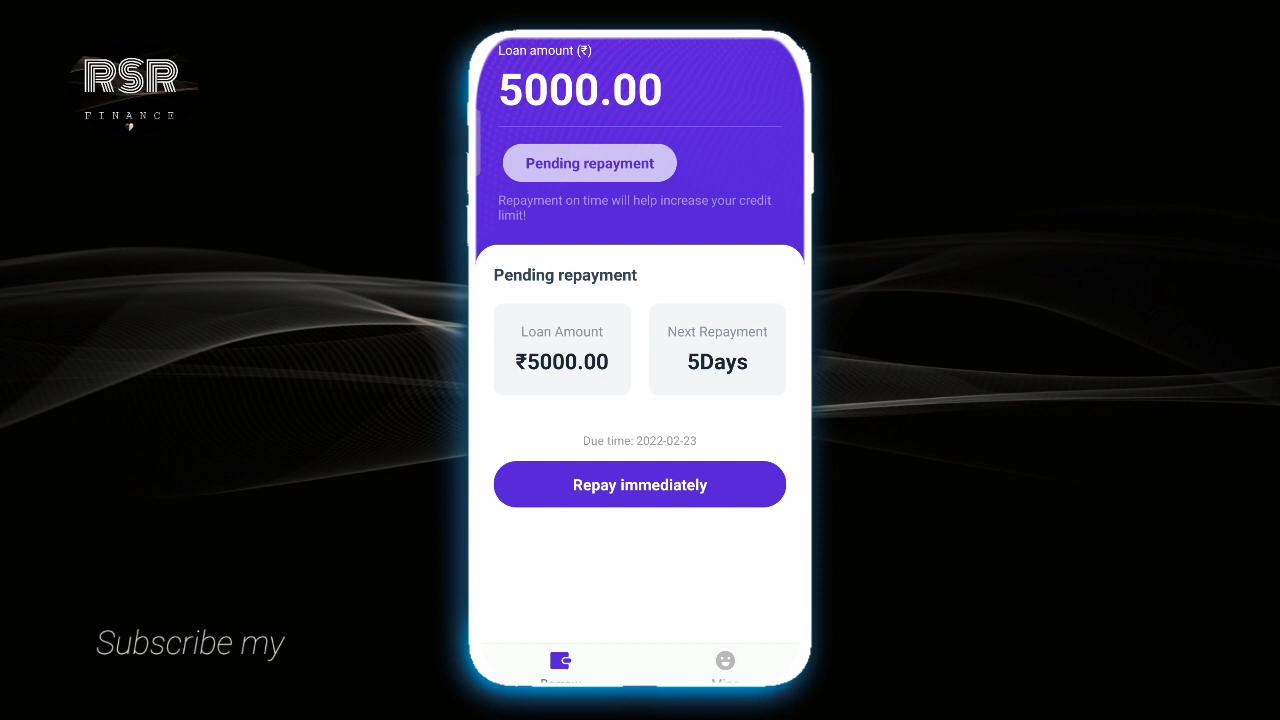 RSR
FINANCE
Loan amount (₹)
5000.00
Pending repayment
Repayment on time will help increase your credit
limit!
Pending repayment
Loan Amount
₹5000.00
Next Repayment
5Days
Due time: 2022-02-23
Repay immediately
Subscribe my